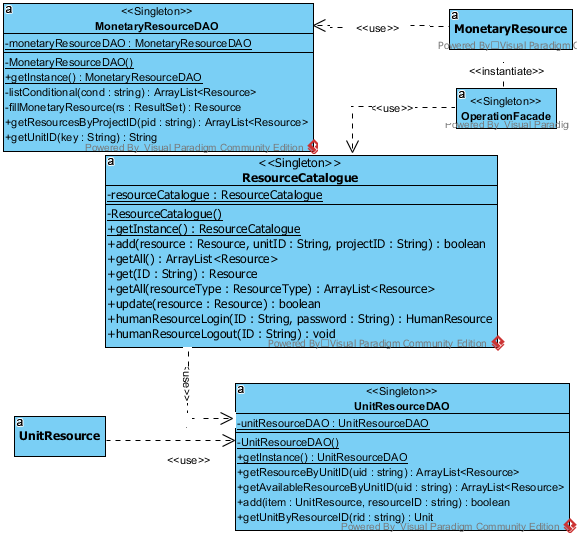 a
<<Singleton>>
MonetaryResourceDAO
-monetaryResourceDAO : MonetaryResourceDAO
-MonetaryResourceDAO()
+getInstance() : MonetaryResourceDAO
-listConditional(cond : string) : ArrayList<Resource>
-fillMonetaryResource(rs : ResultSet) : Resource
+getResourcesByProjectID(pid : string) : ArrayList<Resource>
+getUnitID(key : String) : String
Powered By Visual Paradigm Community Edition
<<use>>
a
MonetaryResource
Powered By Visual Paradigm Co
<<instantiate>>
a
<<Singleton>>
OperationFacade
Powered By Visual Paradig
<<use>>
a
<<Singleton>>
ResourceCatalogue
-resourceCatalogue : ResourceCatalogue
-ResourceCatalogue()
+getInstance() : ResourceCatalogue
+add(resource : Resource, unitID : String, projectID : String) : boolean
+getAll() : ArrayList<Resource>
+get(ID : String) : Resource
+getAll(resourceType : ResourceType) : ArrayList<Resource>
+update(resource : Resource) : boolean
+humanResourceLogin(ID : String, password : String) : HumanResource
+humanResourceLogout(ID : String) : void
Powered By Visual Paradigm Community Edition
<<use>>
a
UnitResource
<<use>>
a
<<Singleton>>
UnitResourceDAO
-unitResourceDAO : UnitResourceDAO
-UnitResourceDAO()
+getInstance() : UnitResourceDAO
+getResourceByUnitID(uid : string) : ArrayList<Resource>
+getAvailableResourceByUnitID(uid : string) : ArrayList<Resource>
+add(item : UnitResource, resourceID : string) : boolean
+getUnitByResourceID(rid : string) : Unit
Powered By Visual Paradigm Community Edition